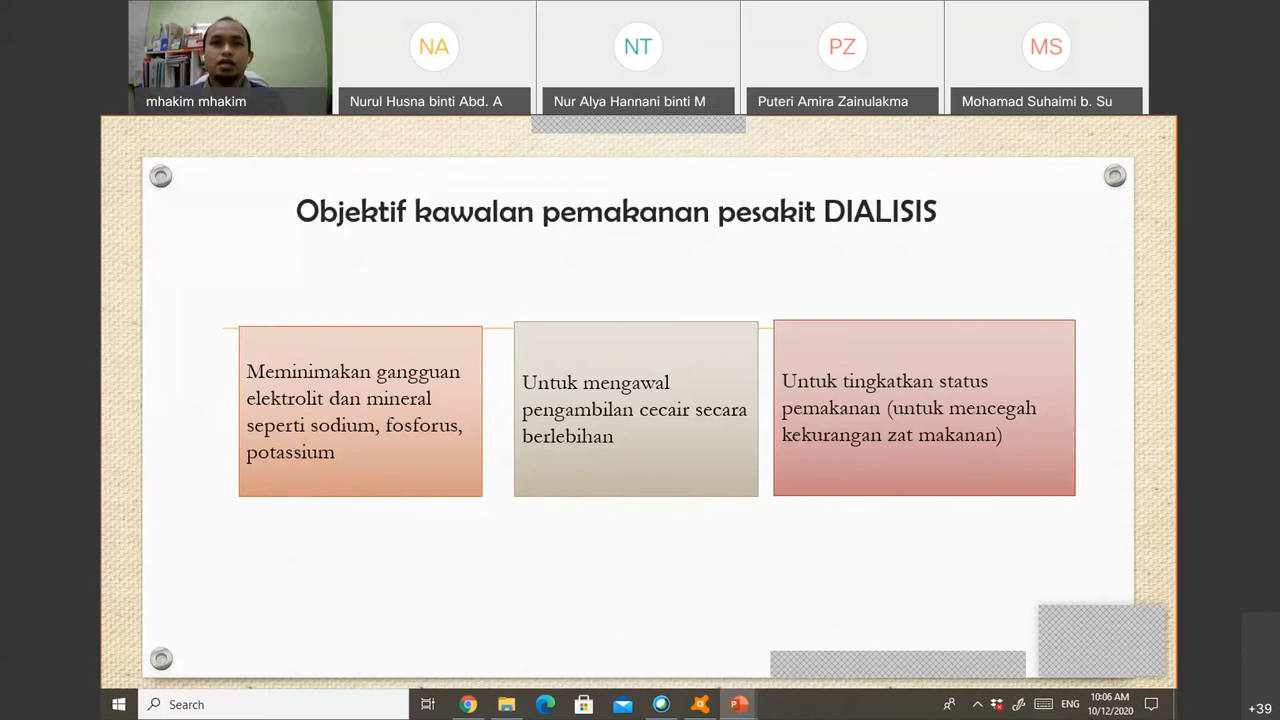 NA
NT
PZ
MS
mhakim mhakim
Nurul Husna binti Abd. A
Nur Alya Hannani binti M
Puteri Amira Zainulakma
Mohamad Suhaimi b. Su
Objektif kawalan pemakanan pesakit DIALISIS
Meminimakan gangguan
elektrolit dan mineral
seperti sodium, fosforus,
potassium
Untuk mengawal
pengambilan cecair secara
berlebihan
Untuk tingkatkan status
pemakanan (untuk mencegah
kekurangan zat makanan)
Search
ENG
10:06 AM
10/12/2020
+39